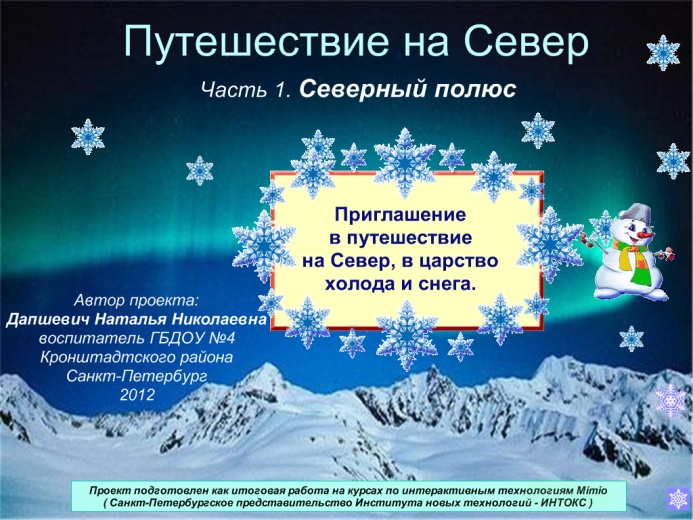 Путешествие на Север
Часть 1. Северный полюс
Приглашение
в путешествие
на Север, в царство
холода и снега.
Автор проекта:
Дапшевич Наталья Николаевна
воспитатель ГБДОУ №4
Кронштадтского района
Санкт-Петербург
2012
Проект подготовлен как итоговая работа на курсах по интерактивным технологиям Mimio
( Санкт-Петербургское представительство Института новых технологий - ИНТОКС )